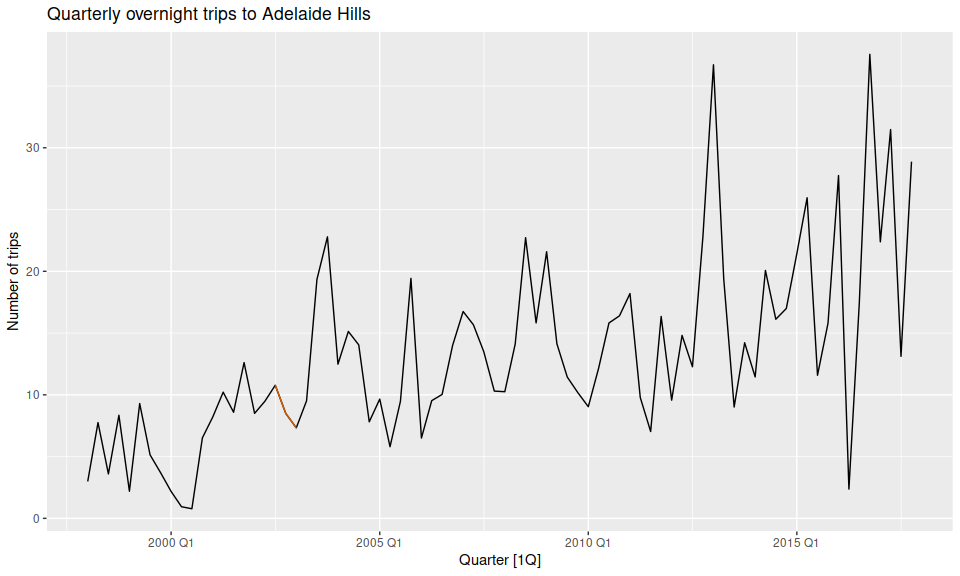 Quarterly overnight trips to Adelaide Hills
Number of trips
30
20
10
0
2000 Q1 2005 Q1 2010 Q1 2015 Q1
Quarter [1Q]